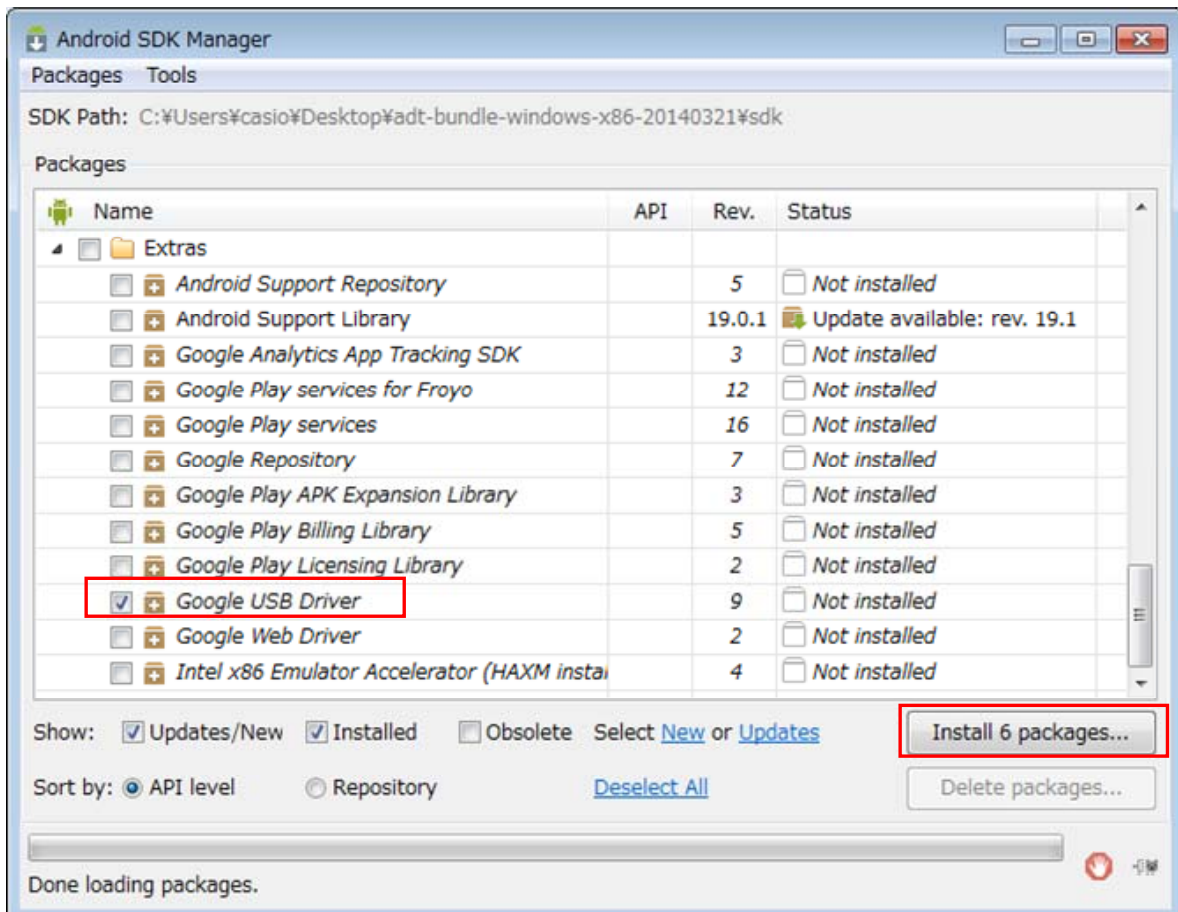 Android SDK Manager
Packages Tools
SDK Path: C:¥Users¥casio¥Desktop¥adt-bundle-windows-x86-20140321¥sdk
Packages
Name API Rev. Status
Extras
Android Support Repository 5 Not installed
Android Support Library 19.0.1 Update available: rev. 19.1
Google Analytics App Tracking SDK 3 Not installed
Google Play services for Froyo 12 Not installed
Google Play services 16 Not installed
Google Repository 7 Not installed
Google Play APK Expansion Library 3 Not installed
Google Play Billing Library 5 Not installed
Google Play Licensing Library 2 Not installed
Google USB Driver 9 Not installed
Google Web Driver 2 Not installed
Intel x86 Emulator Accelerator (HAXM instal 4 Not installed
Show: Updates/New Installed Obsolete Select New or Updates Install 6 packages...
Sort by: API level Repository Deselect All Delete packages...
Done loading packages.